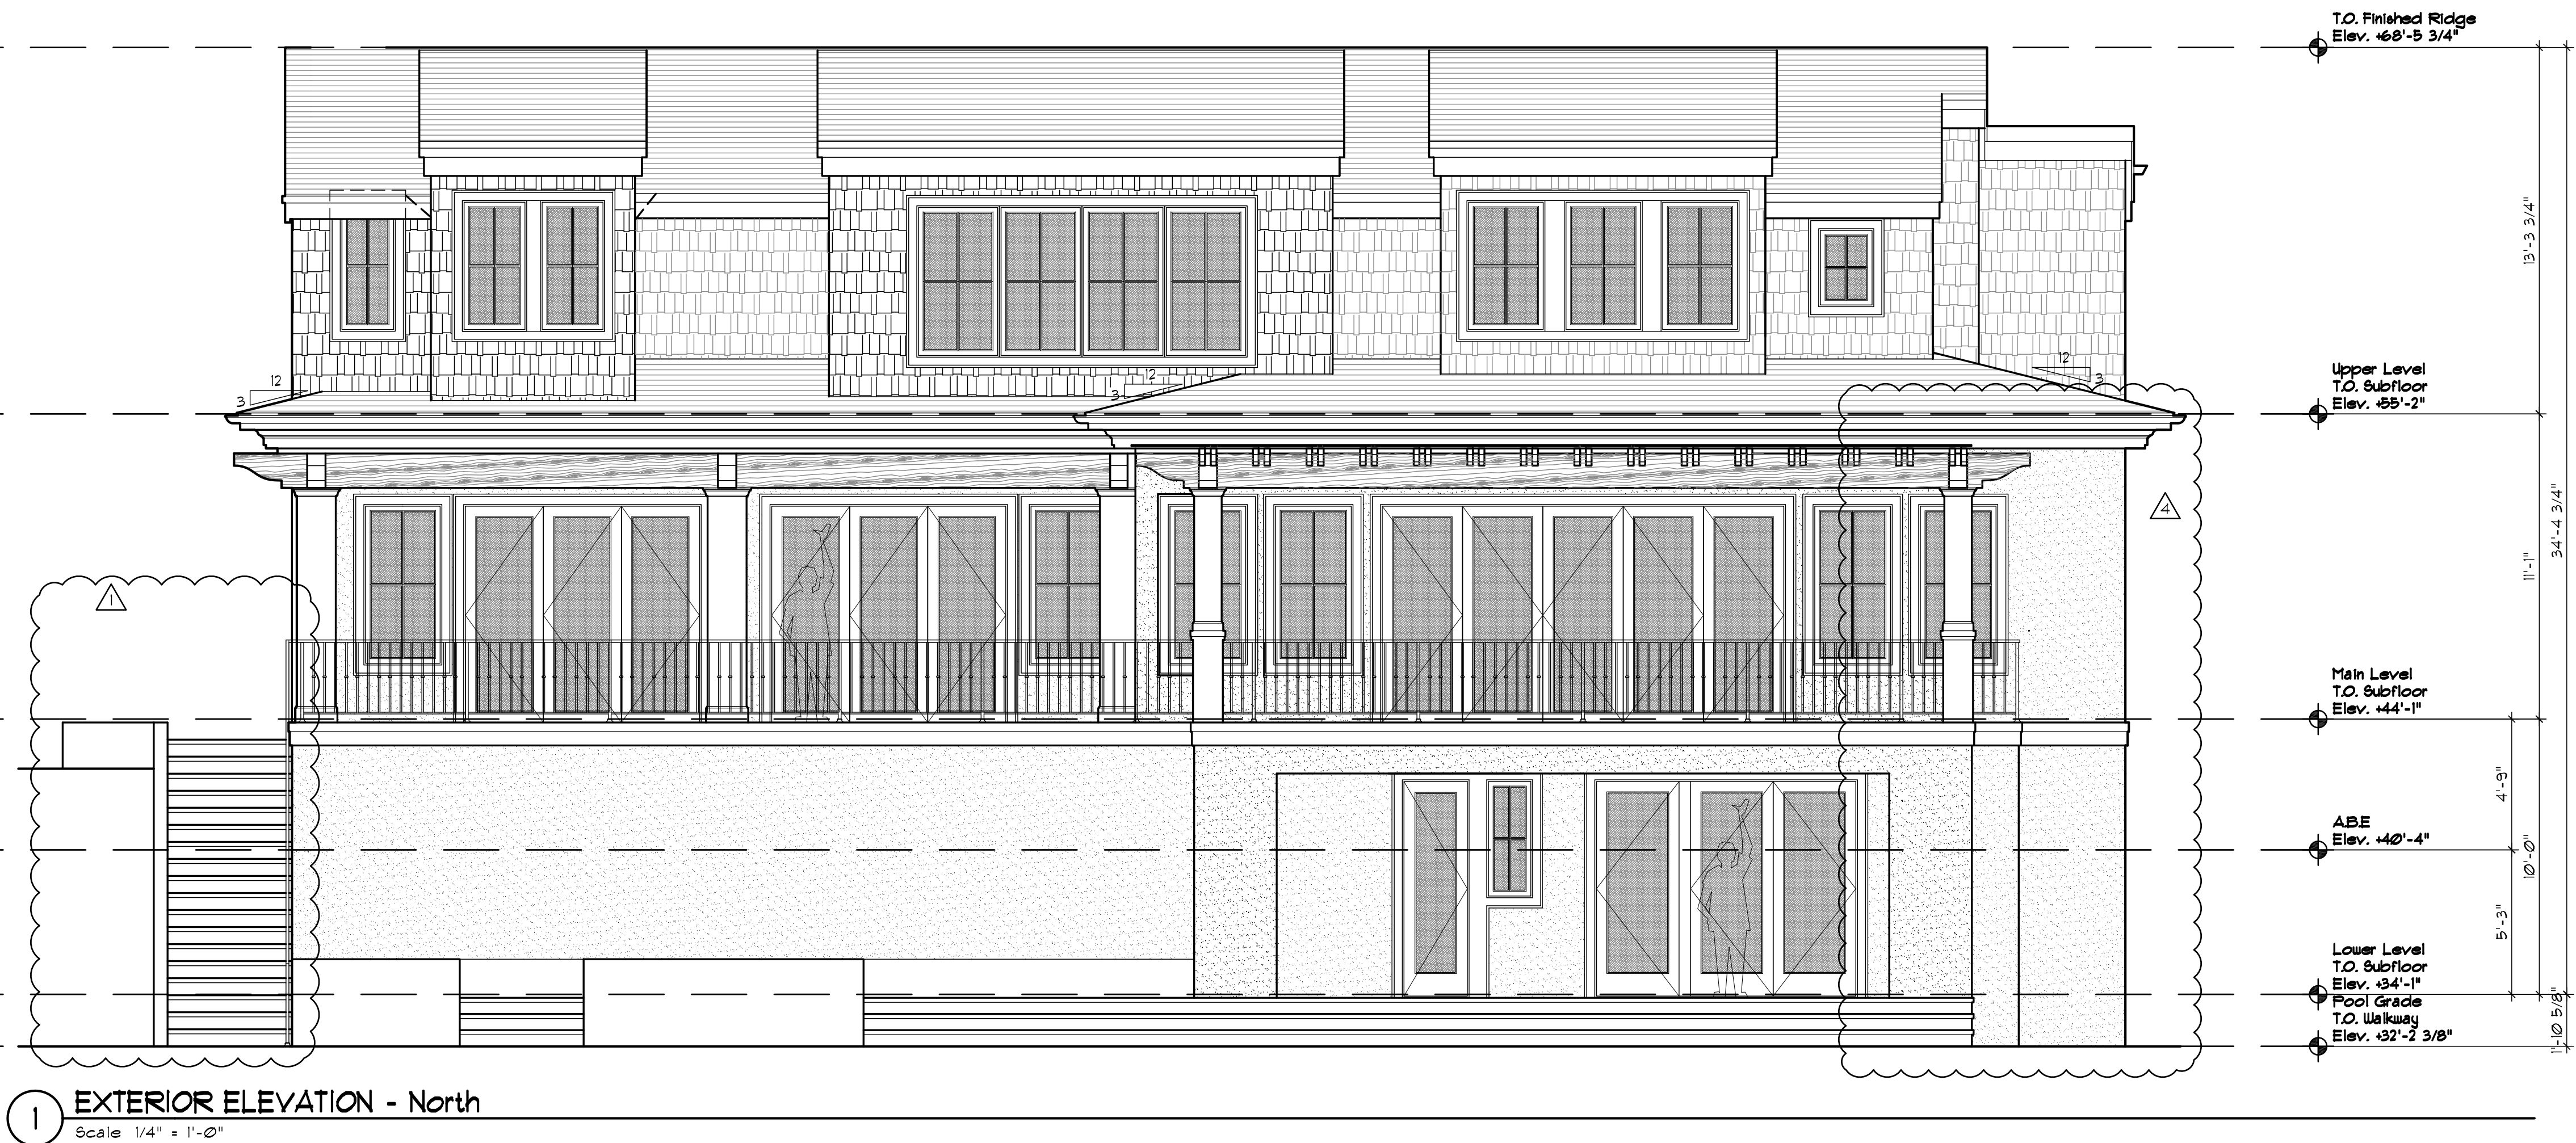 T.O. Finished Ridge
Elev. +68'-5 3/4"
13'-3 3/4"
12
3
12
3
12
3
Upper Level
T.O. Subfloor
Elev. +55'-2"
4
34'-4 3/4"
11'-1"
1
Main Level
T.O. Subfloor
Elev. +44'-1"
4'-9"
A.B.E
Elev. +40'-4"
10'-0"
5'-3"
Lower Level
T.O. Subfloor
Elev. +34'-1"
Pool Grade
T.O. Walkway
Elev. +32'-2 3/8"
1'-10 5/8"
1
EXTERIOR ELEVATION - North
Scale 1/4" = 1'-0"